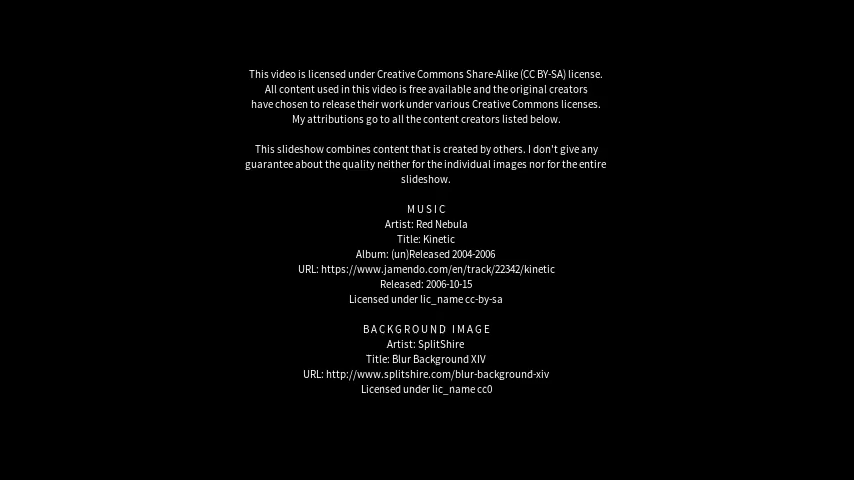 This video is licensed under Creative Commons Share-Alike (CC BY-SA) license.
All content used in this video is free available and the original creators
have chosen to release their work under various Creative Commons licenses.
My attributions go to all the content creators listed below.
This slideshow combines content that is created by others. I don't give any
guarantee about the quality neither for the individual images nor for the entire
slideshow.
MUSIC
Artist: Red Nebula
Title: Kinetic
Album: (un)Released 2004-2006
URL: https://www.jamendo.com/en/track/22342/kinetic
Released: 2006-10-15
Licensed under lic_name cc-by-sa
BACKGROUND IMAGE
Artist: SplitShire
Title: Blur Background XIV
URL: http://www.splitshire.com/blur-background-xiv
Licensed under lic_name cc0